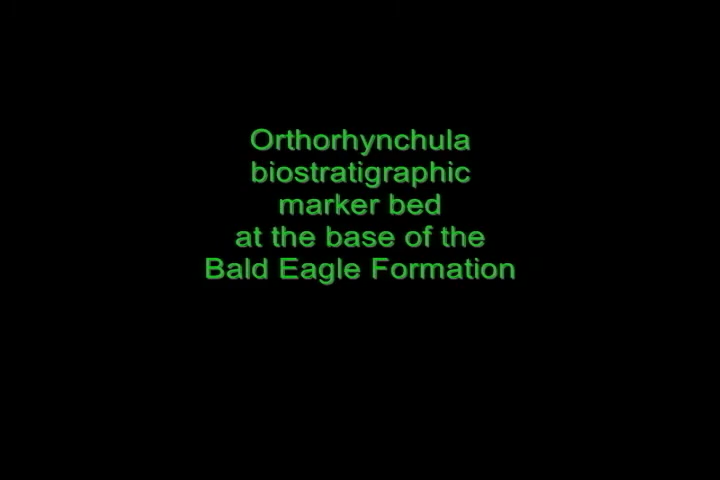 Orthorhynchula
biostratigraphic
marker bed
at the base of the
Bald Eagle Formation